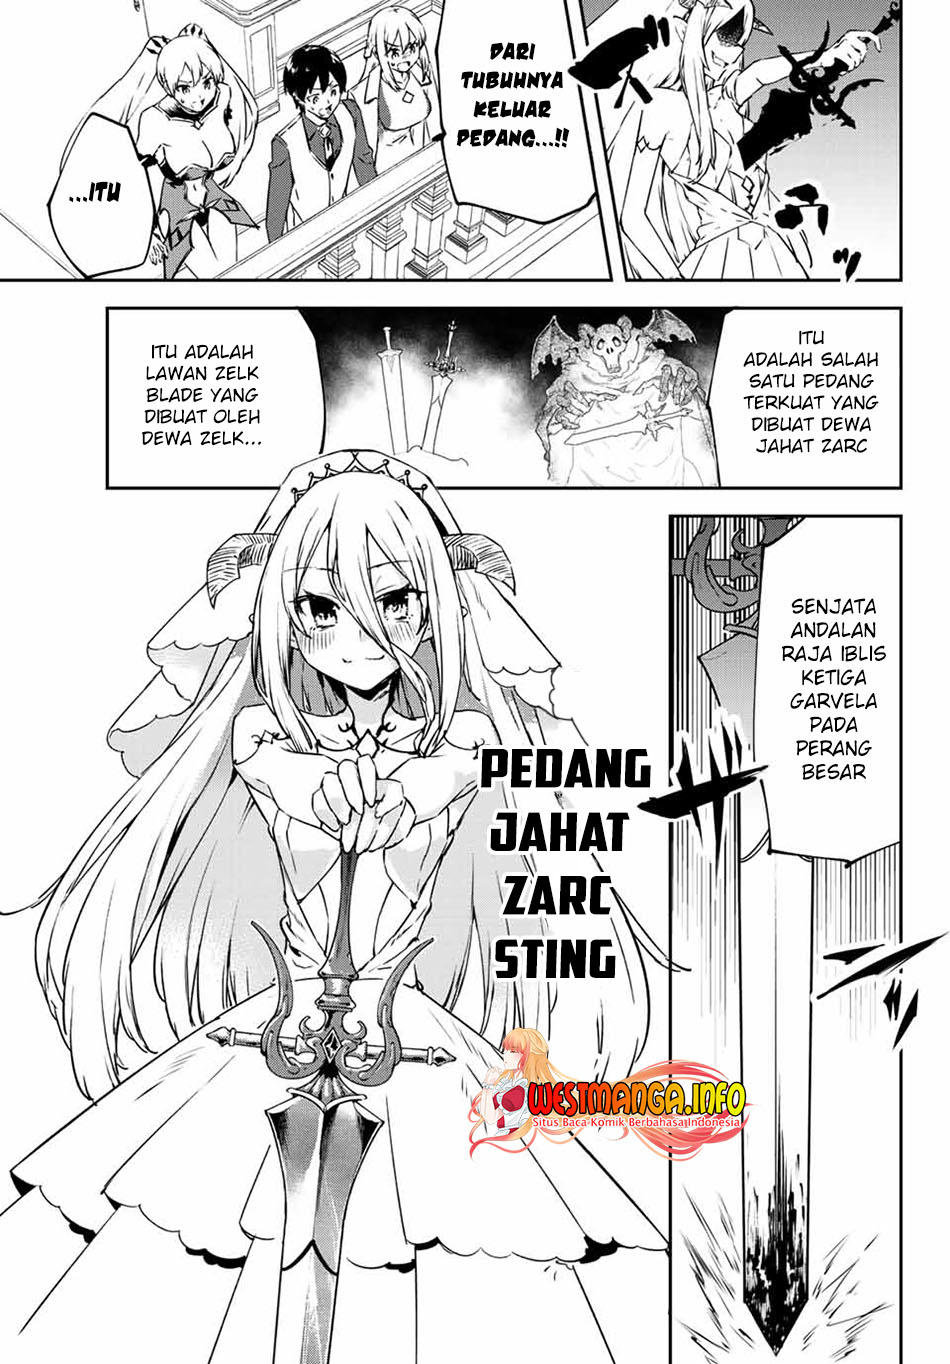 DARI
TUBUHNYA
KELUAR
PEDANG...!!
...ITU
ITU
ADALAH SALAH
SATU PEDANG
TERKUAT YANG
DIBUAT DEWA
JAHAT ZARC
ITU ADALAH
LAWAN ZELK
BLADE YANG
DIBUAT OLEH
DEWA ZELK...
SENJATA
ANDALAN
RAJA IBLIS
KETIGA
GARVELA
PADA
PERANG
BESAR
PEDANG
JAHAT
ZARC
STING
WESTMANGA.INFO
Situs Baca Komik Berbahasa Indonesia